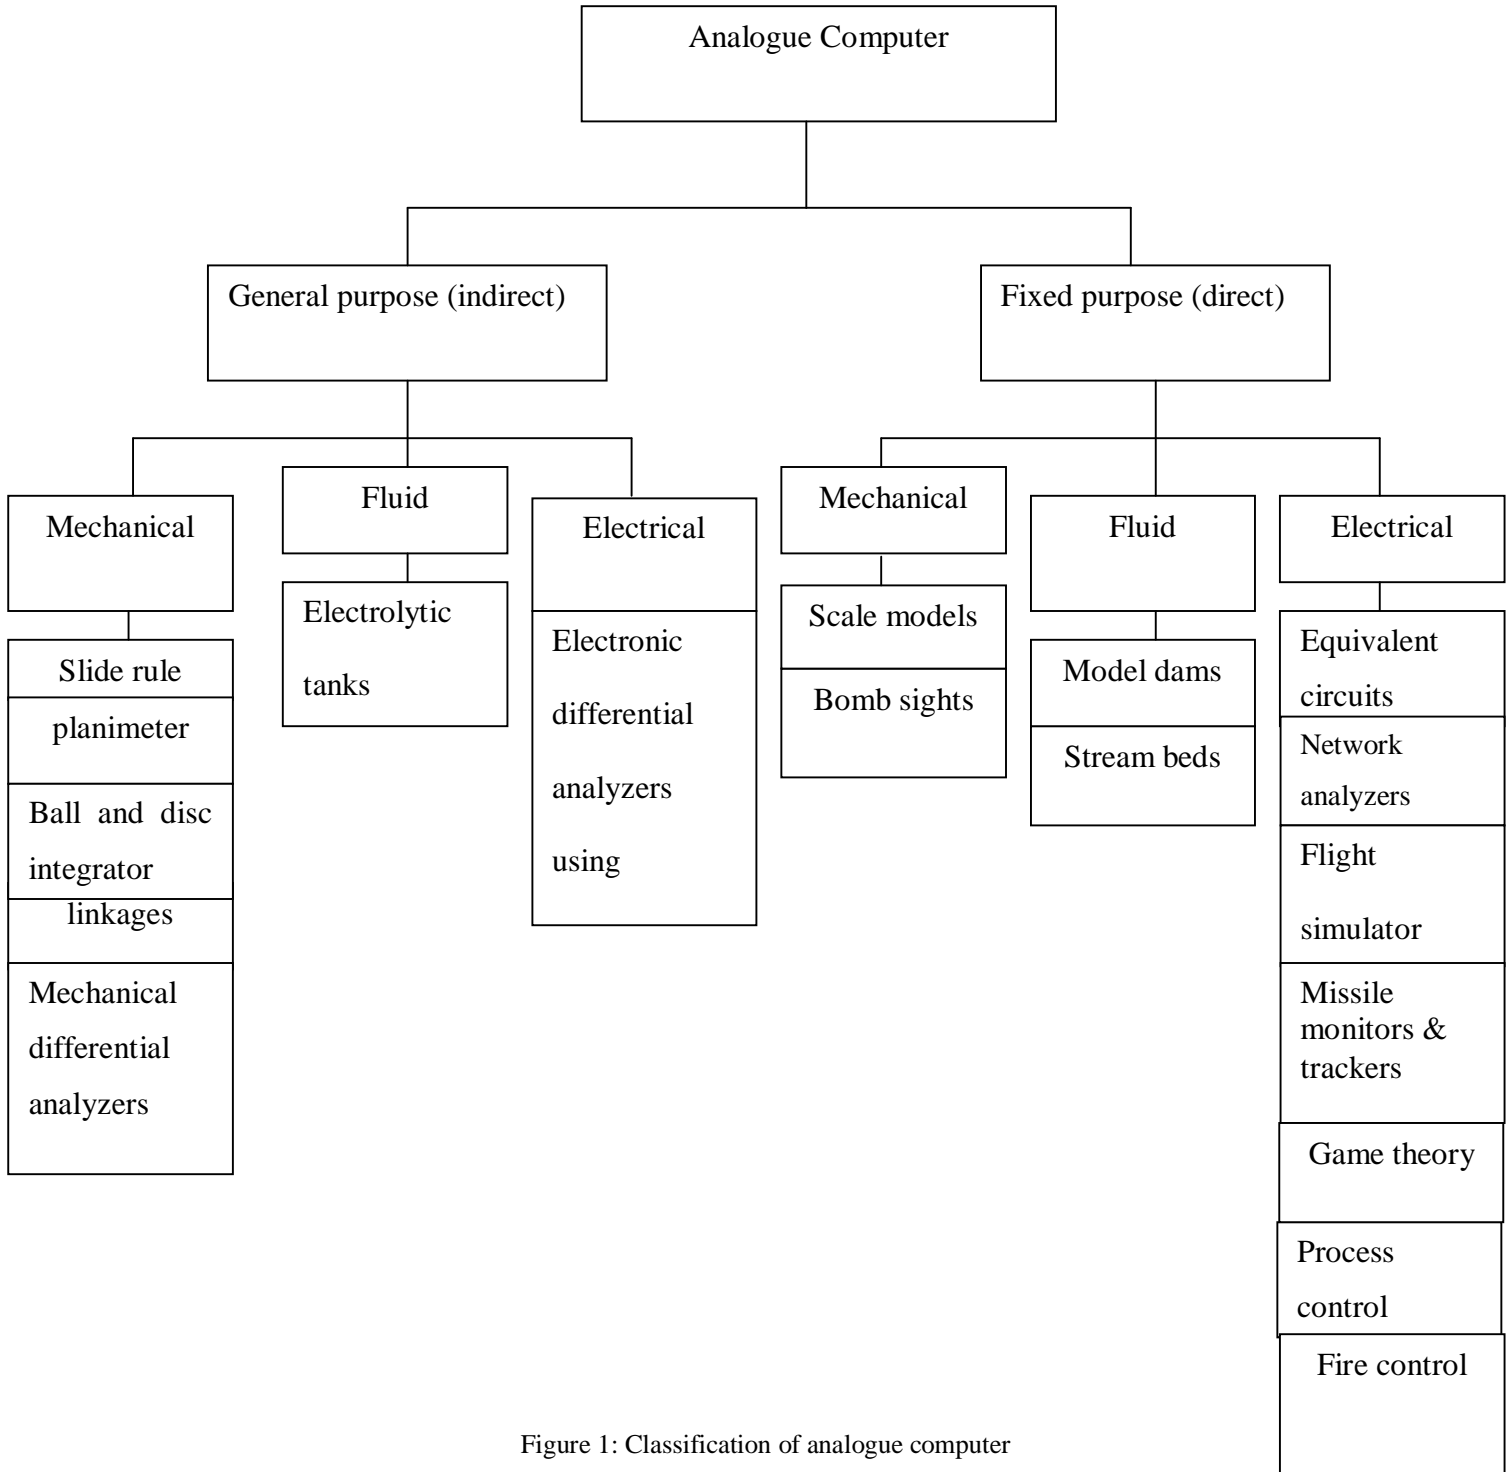 Analogue Computer
General purpose (indirect)
Fixed purpose (direct)
Mechanical
Slide rule
planimeter
Ball and disc
integrator
linkages
Mechanical
differential
analyzers
Fluid
Electrolytic
tanks
Electrical
Electronic
differential
analyzers
using
Mechanical
Scale models
Bomb sights
Fluid
Model dams
Stream beds
Electrical
Equivalent
circuits
Network
analyzers
Flight
simulator
Missile
monitors &
trackers
Game theory
Process
control
Fire control
Figure 1: Classification of analogue computer